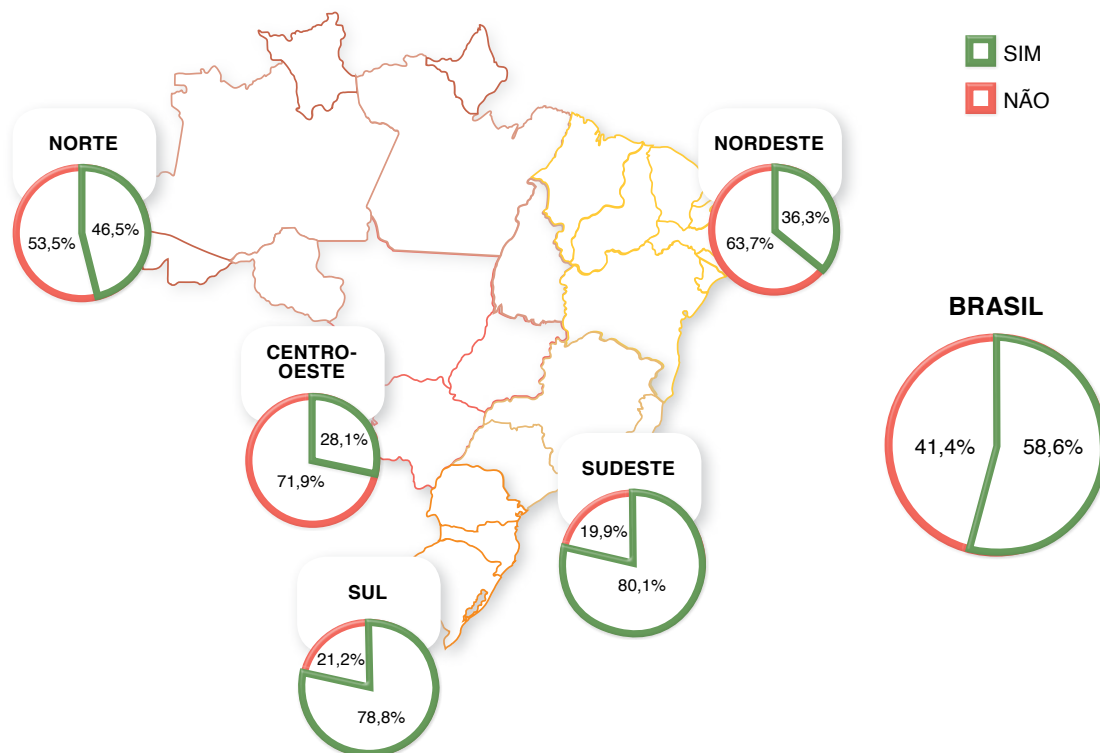 SIM
NÃO
NORTE
46,5%
53,5%
NORDESTE
36,3%
63,7%
BRASIL
41,4%
58,6%
CENTRO-
OESTE
28,1%
71,9%
SUDESTE
19,9%
80,1%
SUL
21,2%
78,8%